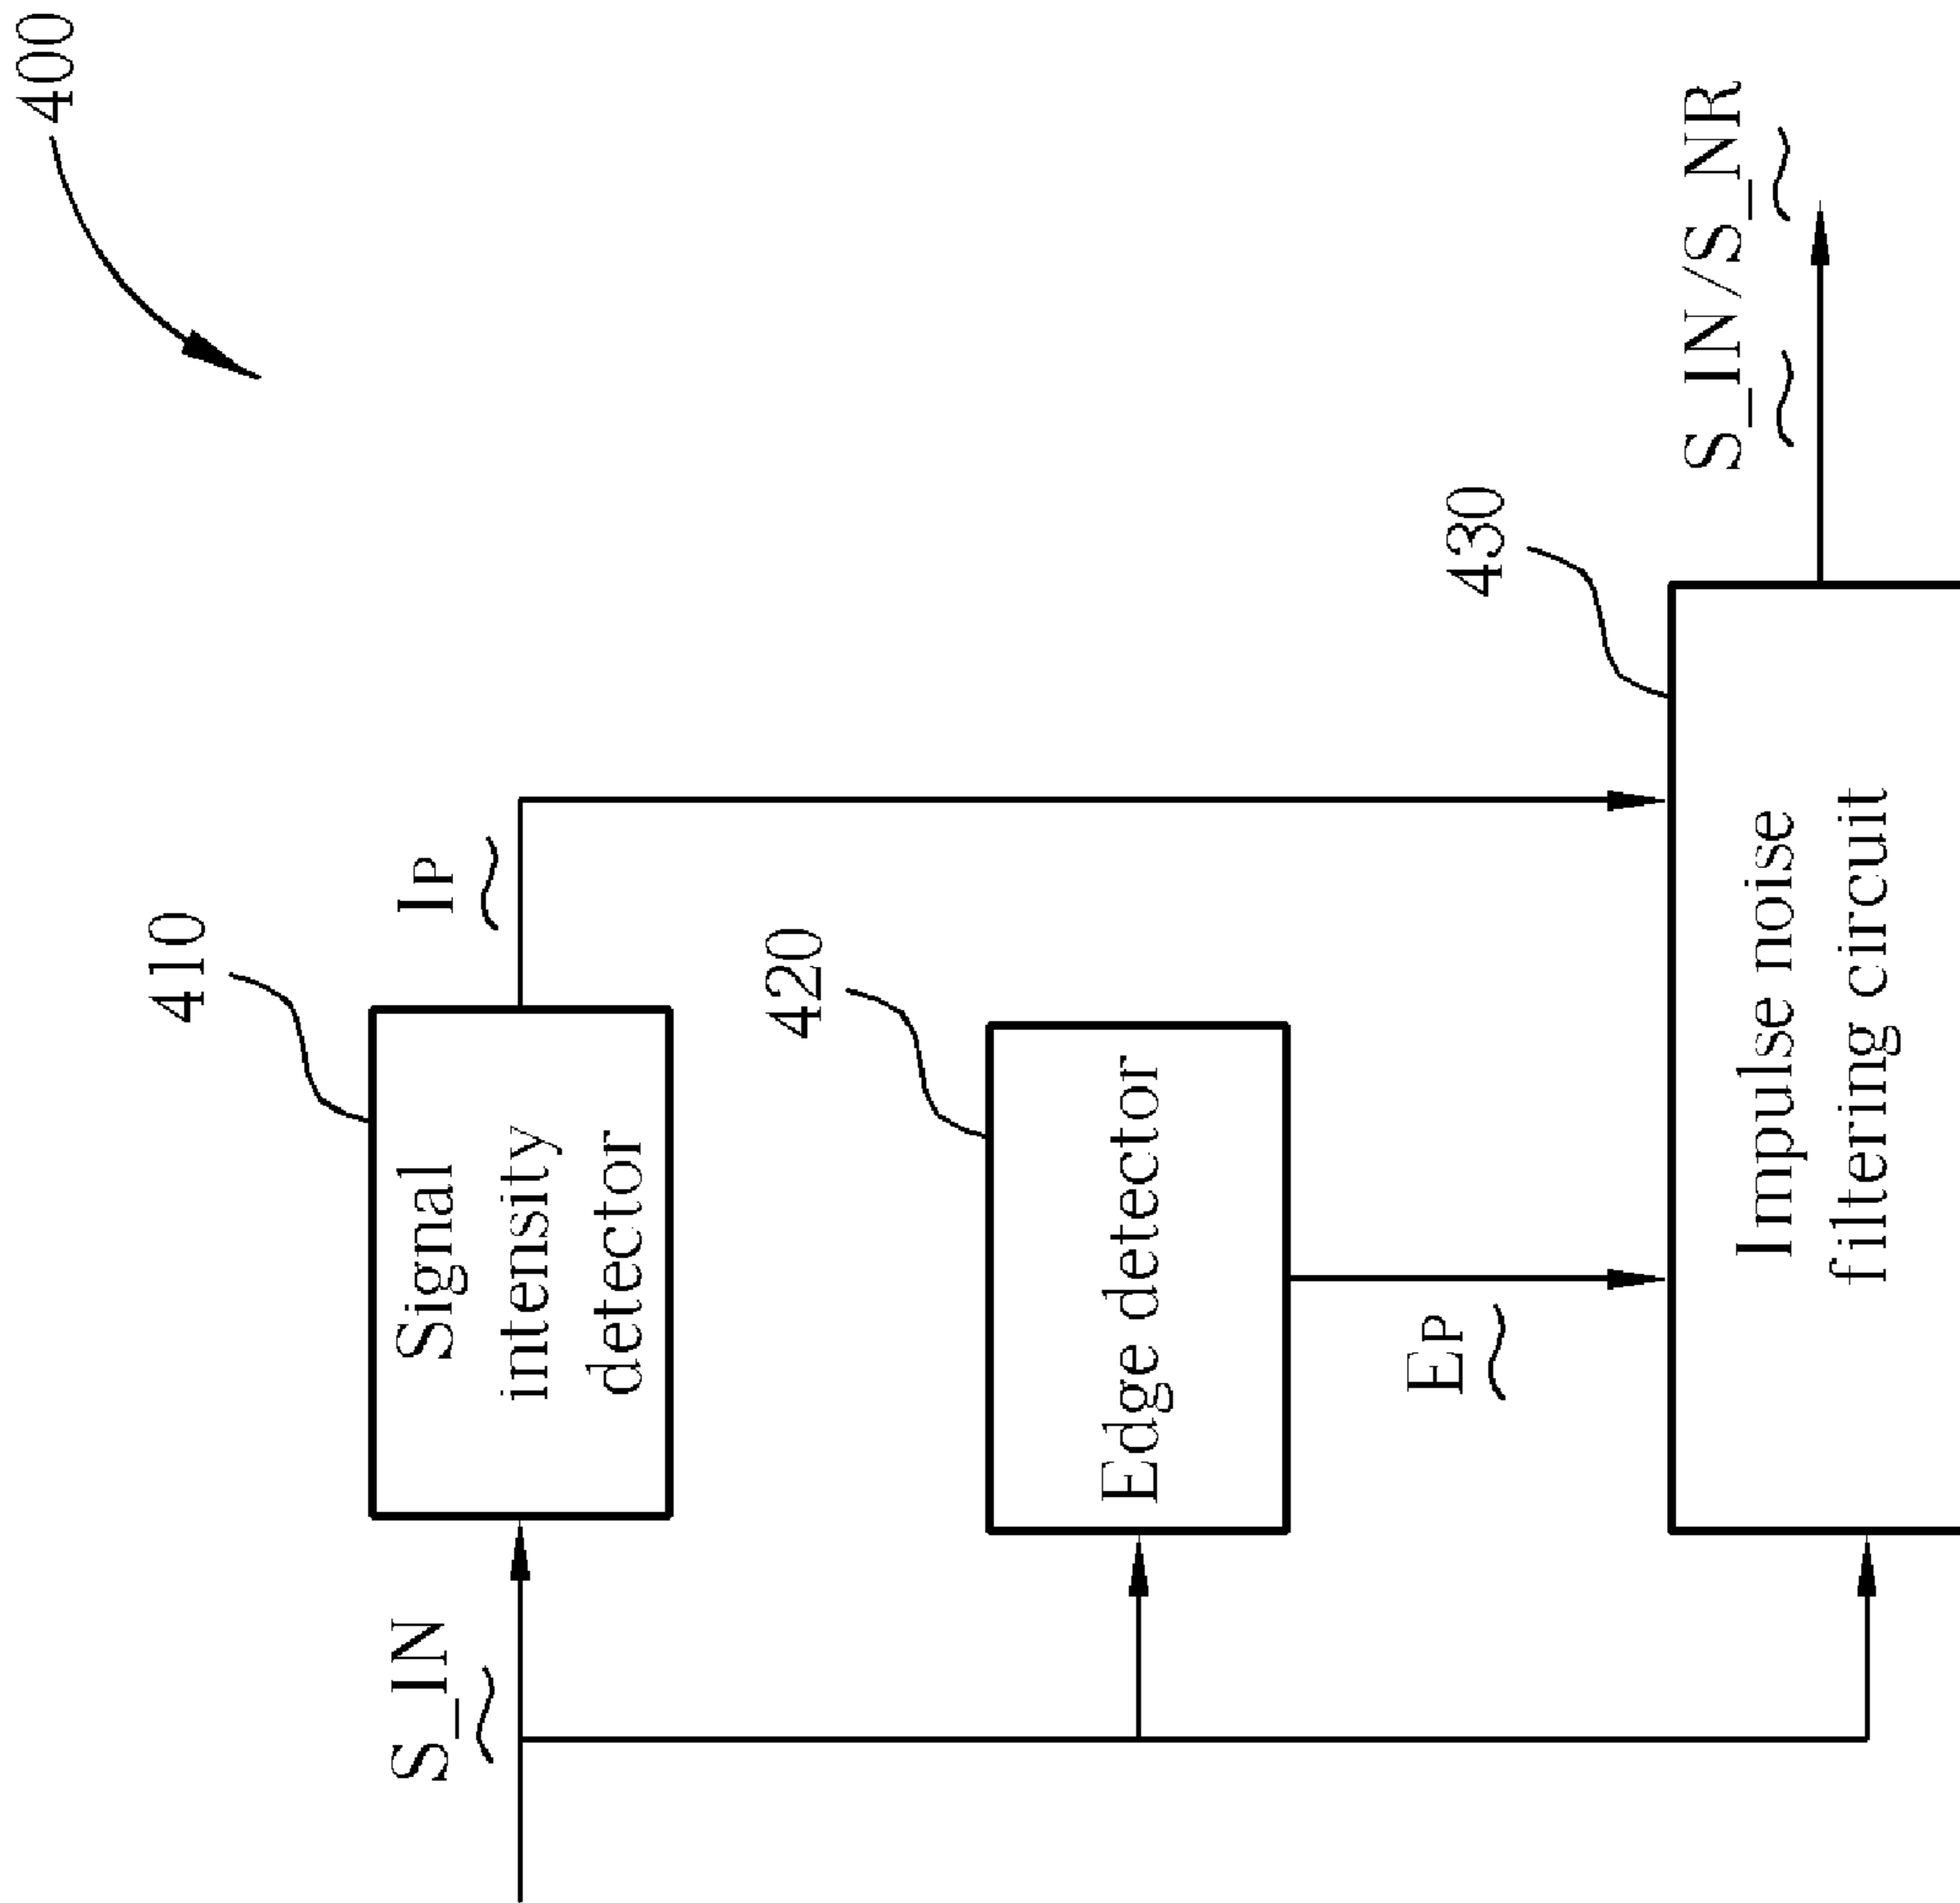 400
410
S_IN
Signal
intensity
detector
IP
420
Edge detector
EP
430
Impulse noise
filtering circuit
S_IN/S_NR